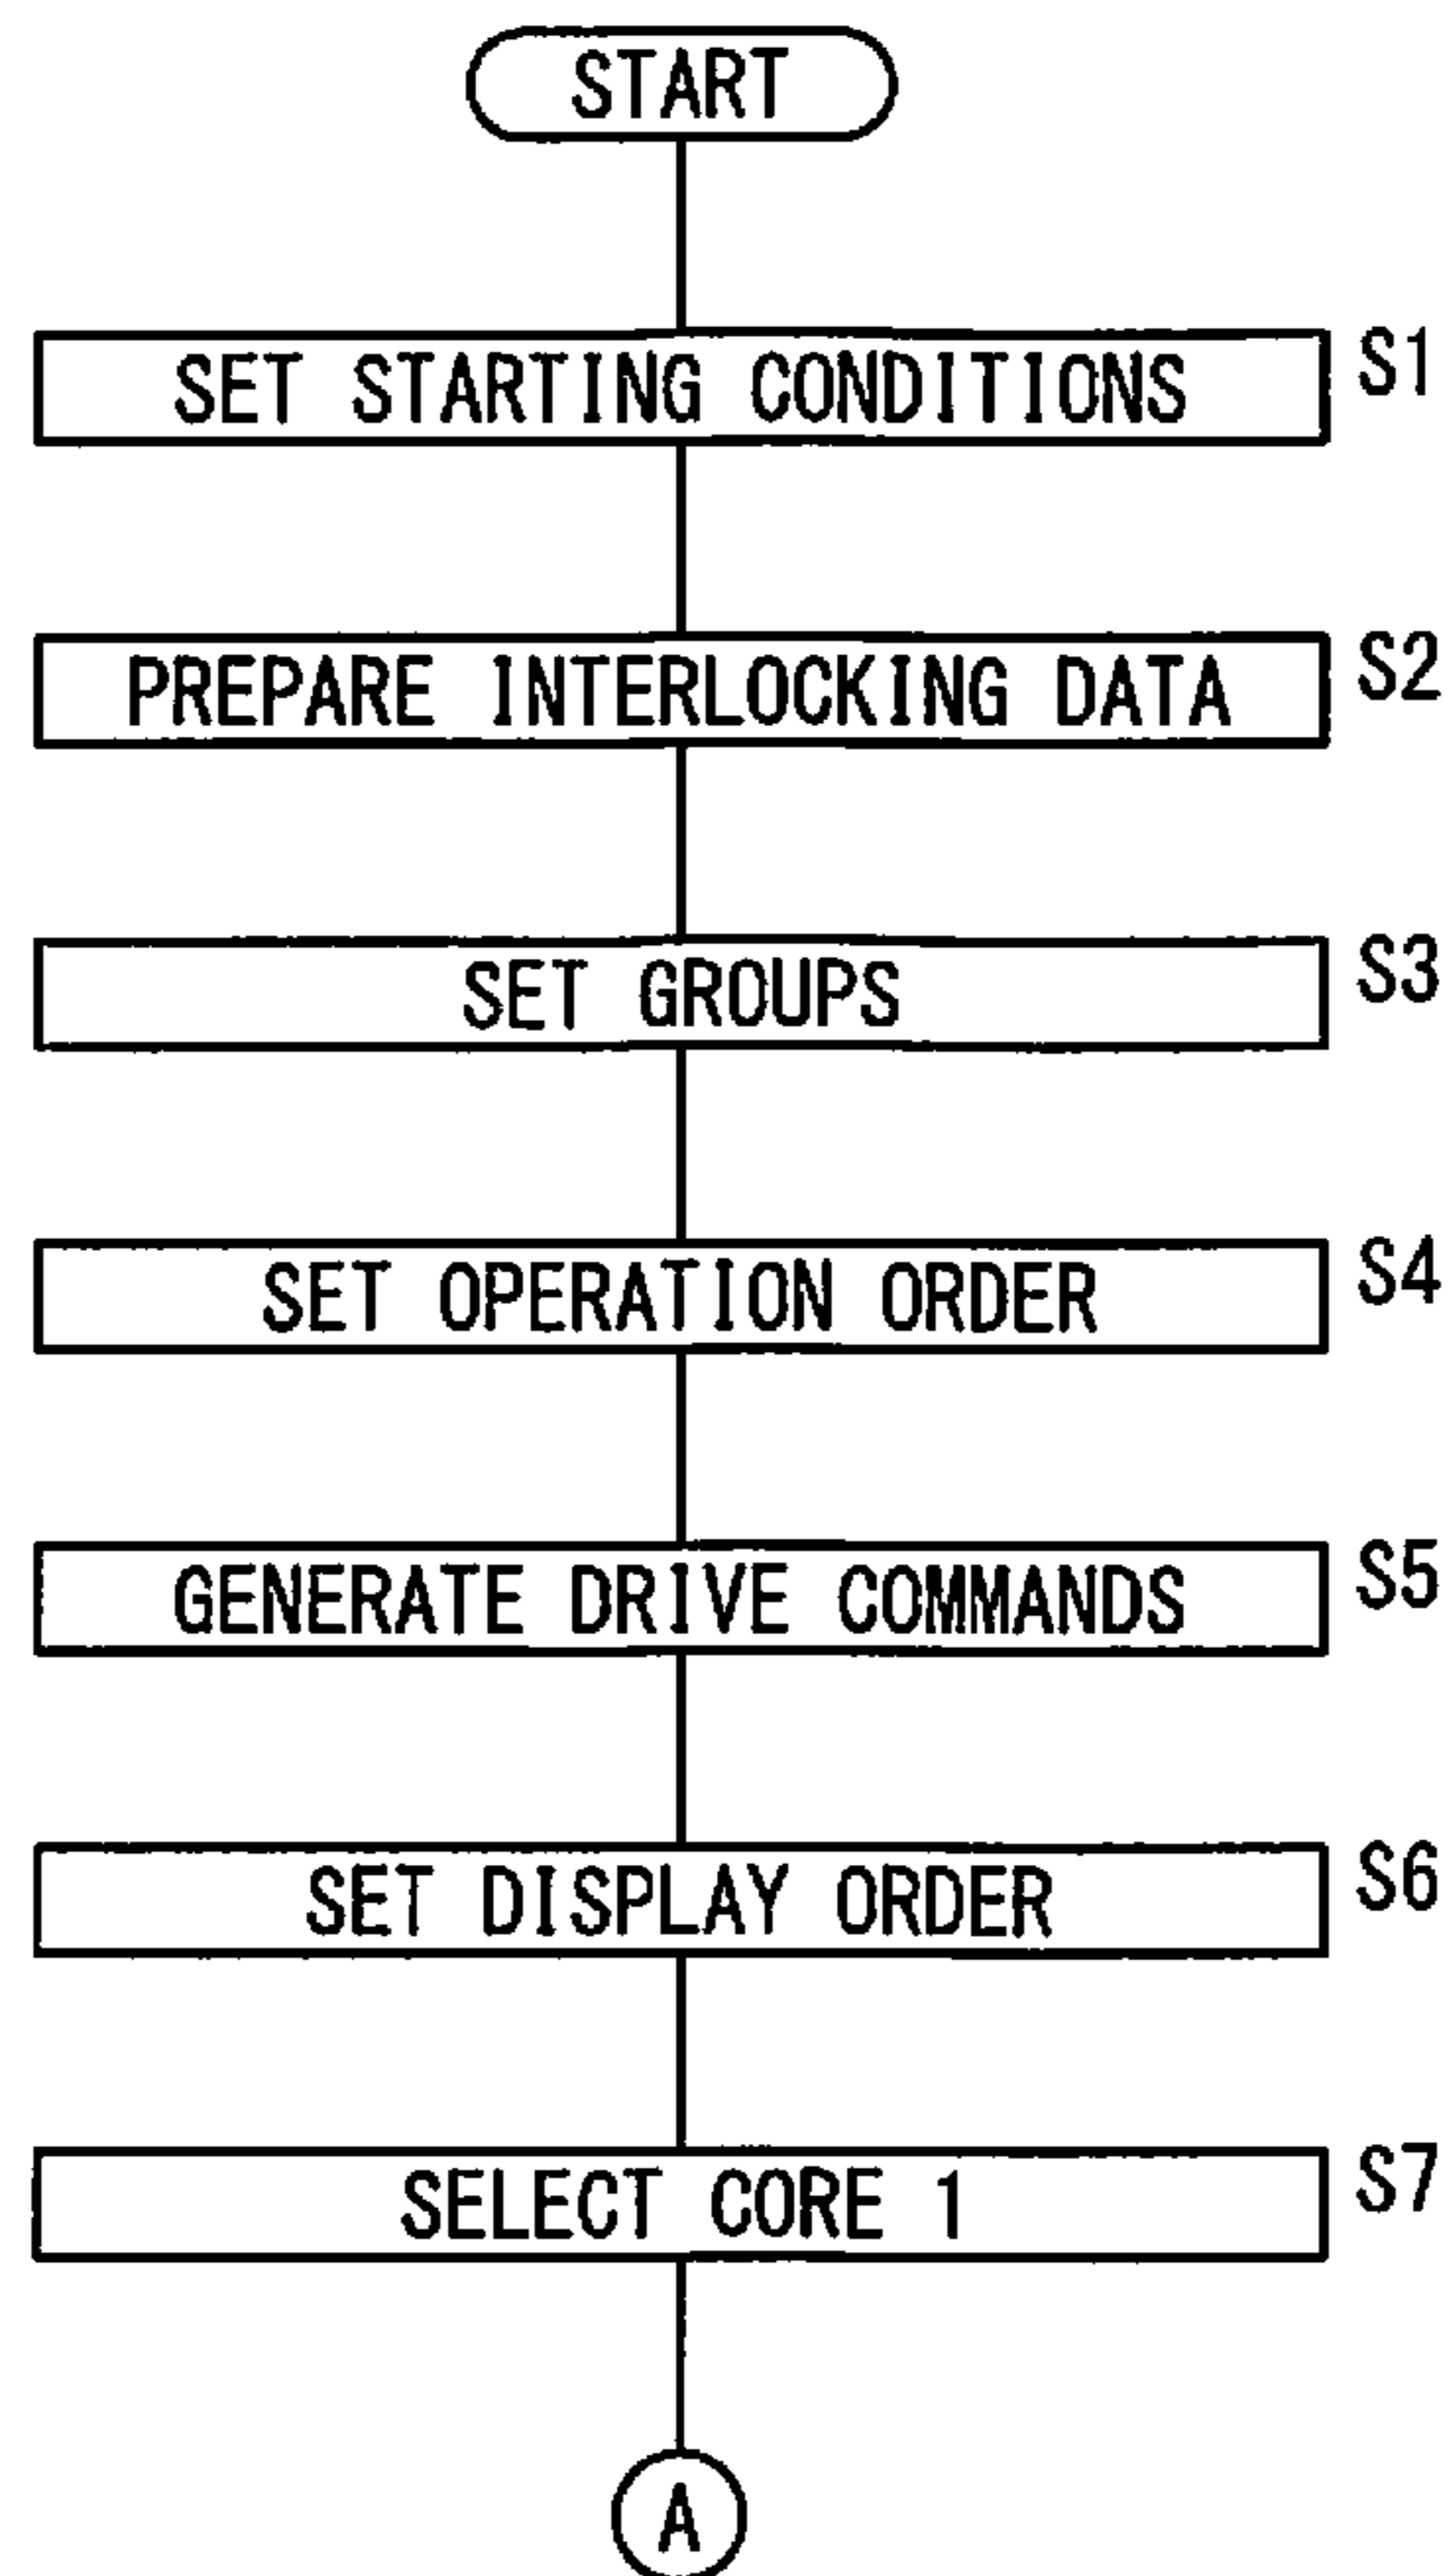 START
SET STARTING CONDITIONS S1
PREPARE INTERLOCKING DATA S2
SET GROUPS S3
SET OPERATION ORDER S4
GENERATE DRIVE COMMANDS S5
SET DISPLAY ORDER S6
SELECT CORE 1 S7
A